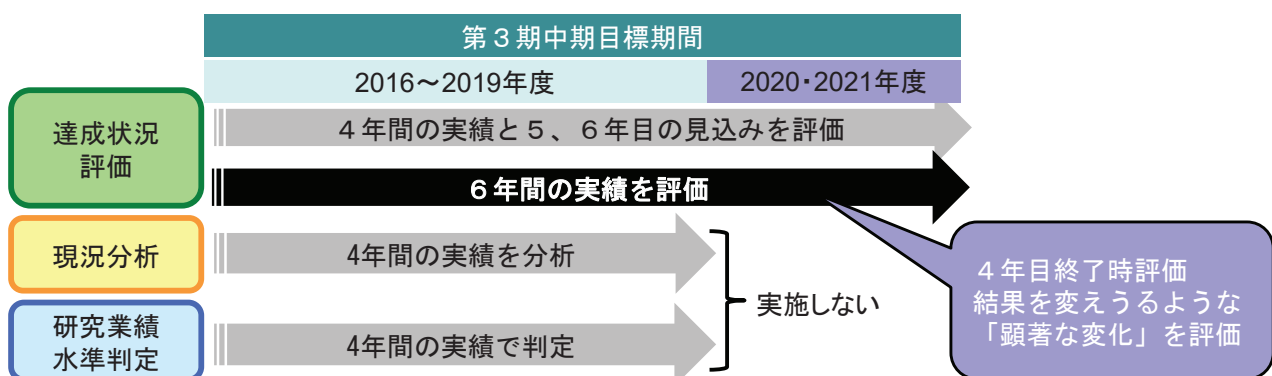 第３期中期目標期間
2016～2019年度
2020･2021年度
達成状況
評価
４年間の実績と５、６年目の見込みを評価
６年間の実績を評価
現況分析
4年間の実績を分析
実施しない
研究業績
水準判定
4年間の実績で判定
４年目終了時評価
結果を変えうるような
「顕著な変化」を評価